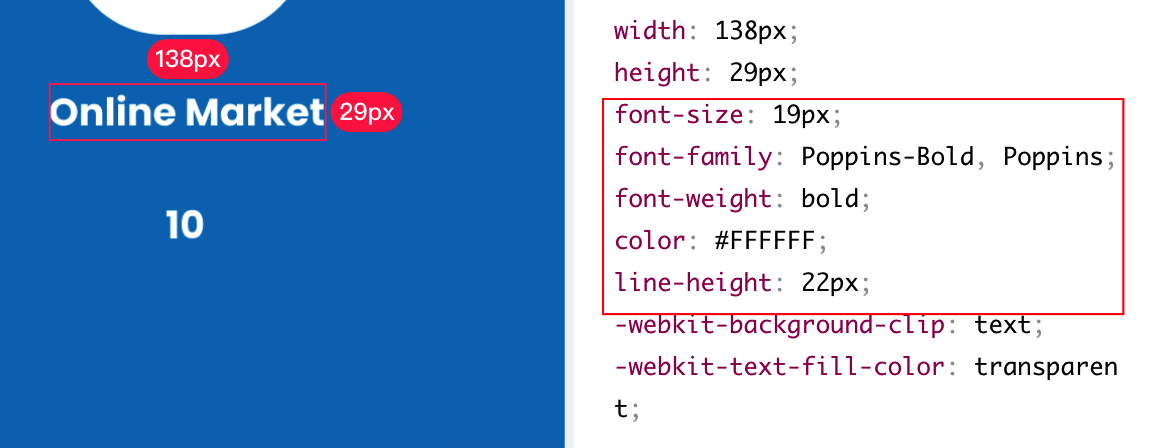 138px
Online Market
29px
10
width: 138px;
height: 29px;
font-size: 19px;
font-family: Poppins-Bold, Poppins;
font-weight: bold;
color: #FFFFFF;
line-height: 22px;
-webkit-background-clip: text;
-webkit-text-fill-color: transparen
t;